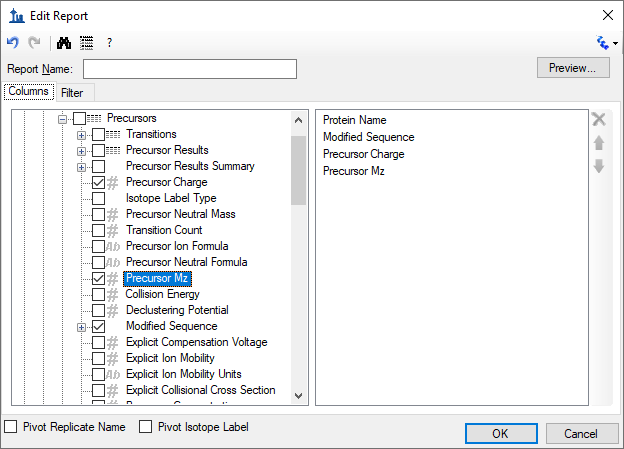 Edit Report
?
Report Name:
Preview...
Columns
Filter
Precursors
Transitions
Precursor Results
Precursor Results Summary
# Precursor Charge
Isotope Label Type
# Precursor Neutral Mass
# Transition Count
Ab Precursor Ion Formula
Ab Precursor Neutral Formula
# Precursor Mz
# Collision Energy
# Declustering Potential
Modified Sequence
# Explicit Compensation Voltage
# Explicit Ion Mobility
Ab Explicit Ion Mobility Units
# Explicit Collisional Cross Section
Protein Name
Modified Sequence
Precursor Charge
Precursor Mz
Pivot Replicate Name
Pivot Isotope Label
OK
Cancel